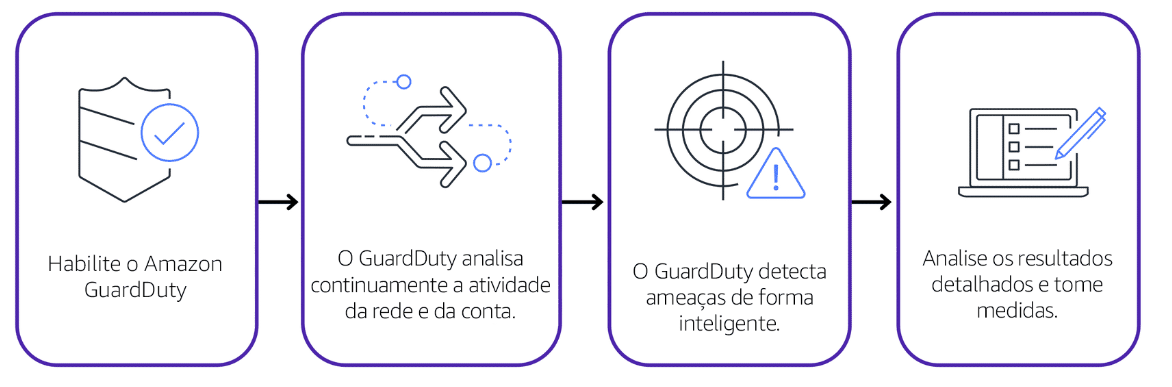 Habilite o Amazon
GuardDuty
O GuardDuty analisa
continuamente a atividade
da rede e da conta.
O GuardDuty detecta
ameaças de forma
inteligente.
Analise os resultados
detalhados e tome
medidas.